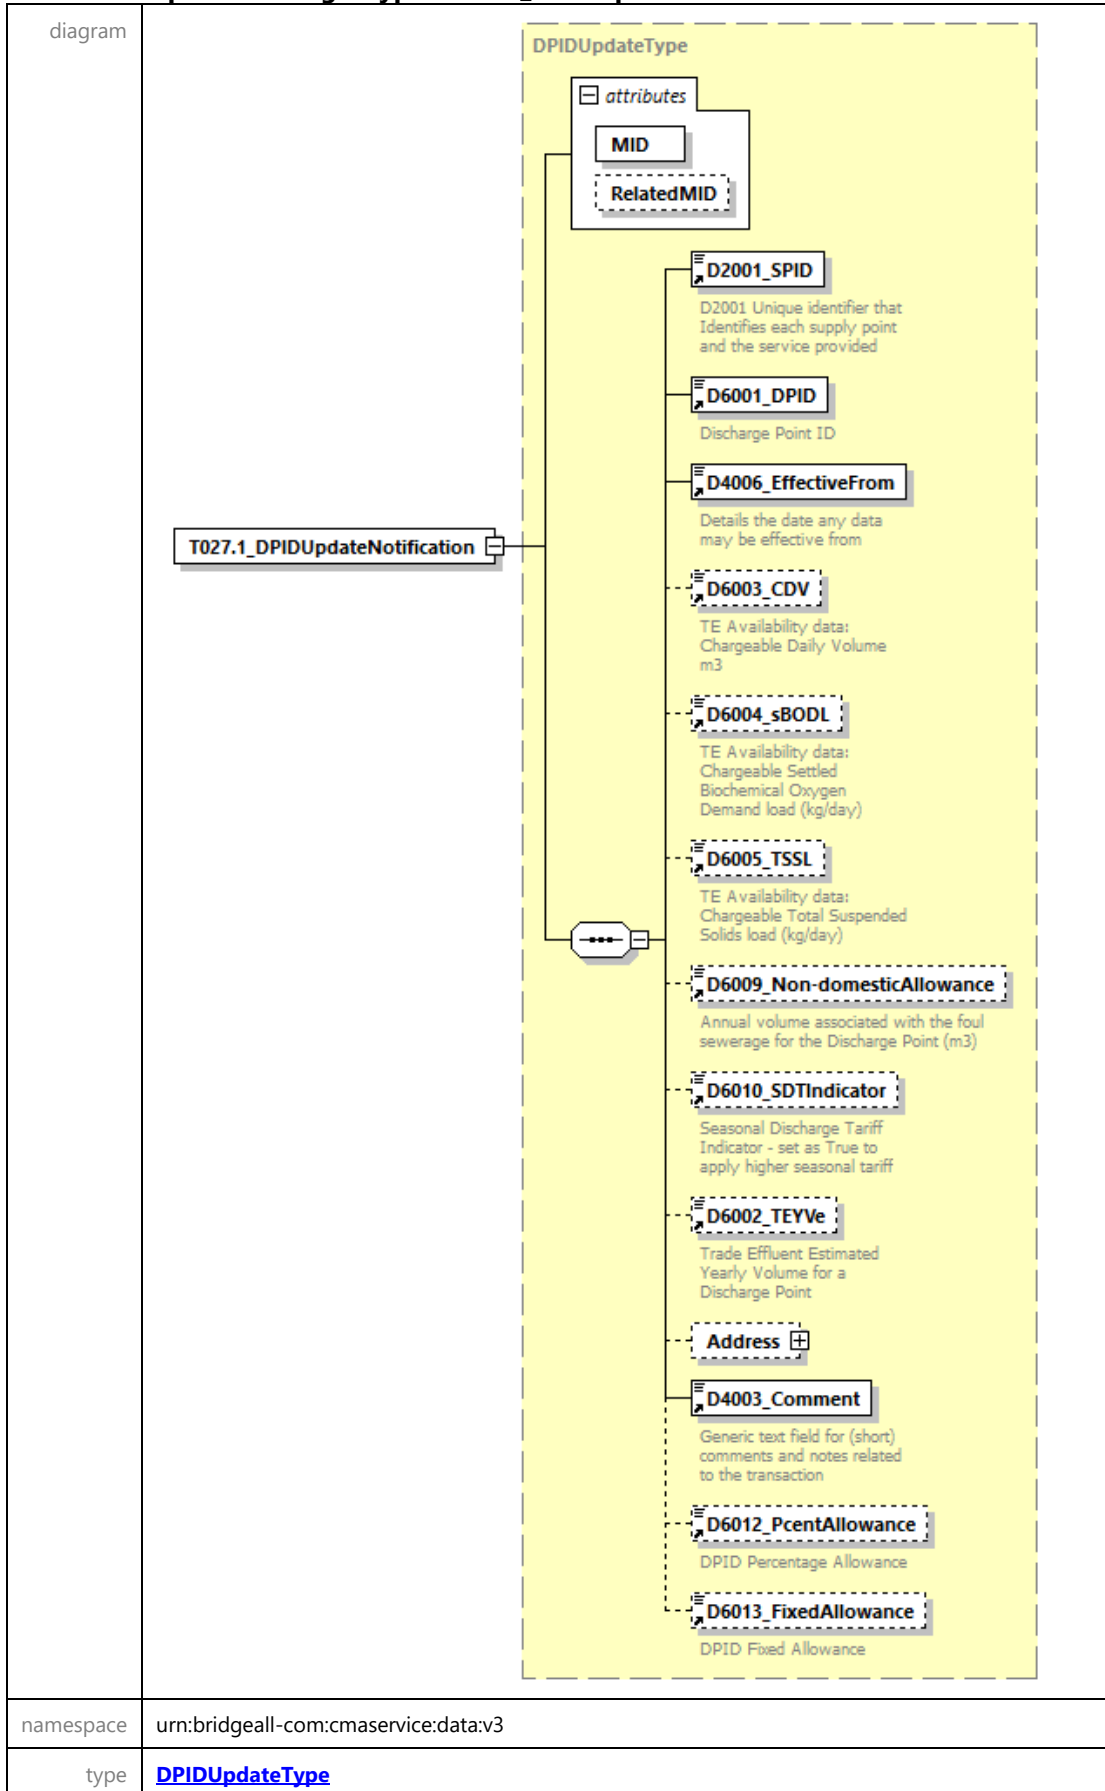 diagram
DPIDUpdateType
attributes
MID
RelatedMID
D2001_SPID
D2001 Unique identifier that
Identifies each supply point
and the service provided
D6001_DPID
Discharge Point ID
D4006_EffectiveFrom
Details the date any data
may be effective from
T027.1_DPIDUpdateNotification
D6003_CDV
TE Availability data:
Chargeable Daily Volume
m3
D6004_sBODL
TE Availability data:
Chargeable Settled
Biochemical Oxygen
Demand load (kg/day)
D6005_TSSL
TE Availability data:
Chargeable Total Suspended
Solids load (kg/day)
D6009_Non-domesticAllowance
Annual volume associated with the foul
sewerage for the Discharge Point (m3)
D6010_SDTIndicator
Seasonal Discharge Tariff
Indicator - set as True to
apply higher seasonal tariff
D6002_TEYVe
Trade Effluent Estimated
Yearly Volume for a
Discharge Point
Address
D4003_Comment
Generic text field for (short)
comments and notes related
to the transaction
D6012_PcentAllowance
DPID Percentage Allowance
D6013_FixedAllowance
DPID Fixed Allowance
namespace
urn:bridgeall-com:cmaservice:data:v3
type
DPIDUpdateType